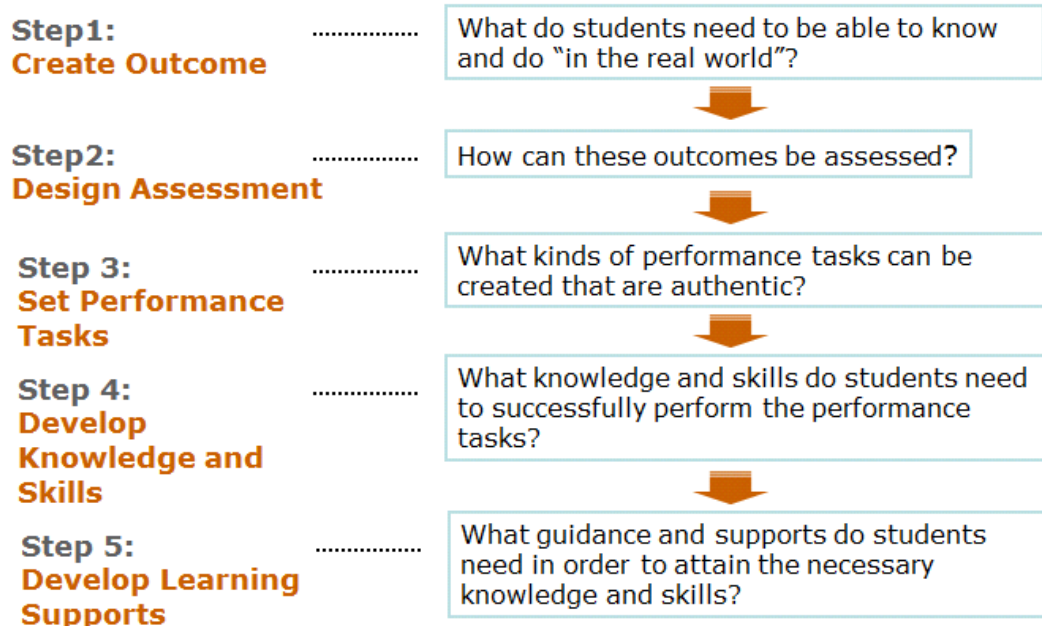 Step1:
Create Outcome
What do students need to be able to know
and do “in the real world”?
Step2:
Design Assessment
How can these outcomes be assessed?
Step 3:
Set Performance
Tasks
What kinds of performance tasks can be
created that are authentic?
Step 4:
Develop
Knowledge and
Skills
What knowledge and skills do students need
to successfully perform the performance
tasks?
Step 5:
Develop Learning
Supports
What guidance and supports do students
need in order to attain the necessary
knowledge and skills?